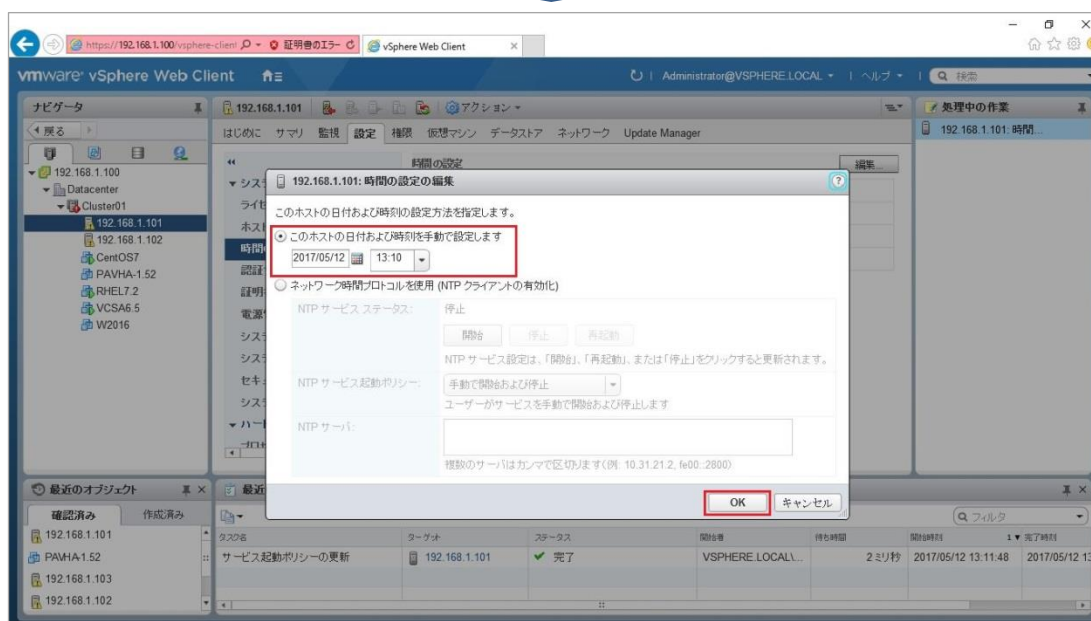 https://192.168.1.100/vsphere-client
証明書のエラー
vSphere Web Client
vmware® vSphere Web Client
Administrator@VSPHERE.LOCAL
ヘルプ
検索
ナビゲータ
戻る
192.168.1.100
Datacenter
Cluster01
192.168.1.101
192.168.1.102
CentOS7
PAVHA-1.52
RHEL7.2
VCSA6.5
W2016
192.168.1.101
アクション
はじめに サマリ 監視 設定 権限 仮想マシン データストア ネットワーク Update Manager
時間の設定
編集...
処理中の作業
192.168.1.101: 時間...
192.168.1.101: 時間の設定の編集
このホストの日付および時刻の設定方法を指定します。
このホストの日付および時刻を手動で設定します
2017/05/12 13:10
ネットワーク時間プロトコルを使用 (NTP クライアントの有効化)
NTP サービス ステータス: 停止
開始 停止 再起動
NTP サービス設定は、「開始」、「再起動」、または「停止」をクリックすると更新されます。
NTP サービス起動ポリシー: 手動で開始および停止
ユーザーがサービスを手動で開始および停止します
NTP サーバ:
複数のサーバはカンマで区切ります (例: 10.31.21.2, fe00::2800)
OK キャンセル
最近のオブジェクト
確認済み 作成済み
192.168.1.101
PAVHA-1.52
192.168.1.103
192.168.1.102
最近
フィルタ
タスク名 ターゲット ステータス 開始者 待ち時間 開始時刻 1 完了時刻
サービス起動ポリシーの更新 192.168.1.101 完了 VSPHERE.LOCAL\... 2 ミリ秒 2017/05/12 13:11:48 2017/05/12 13